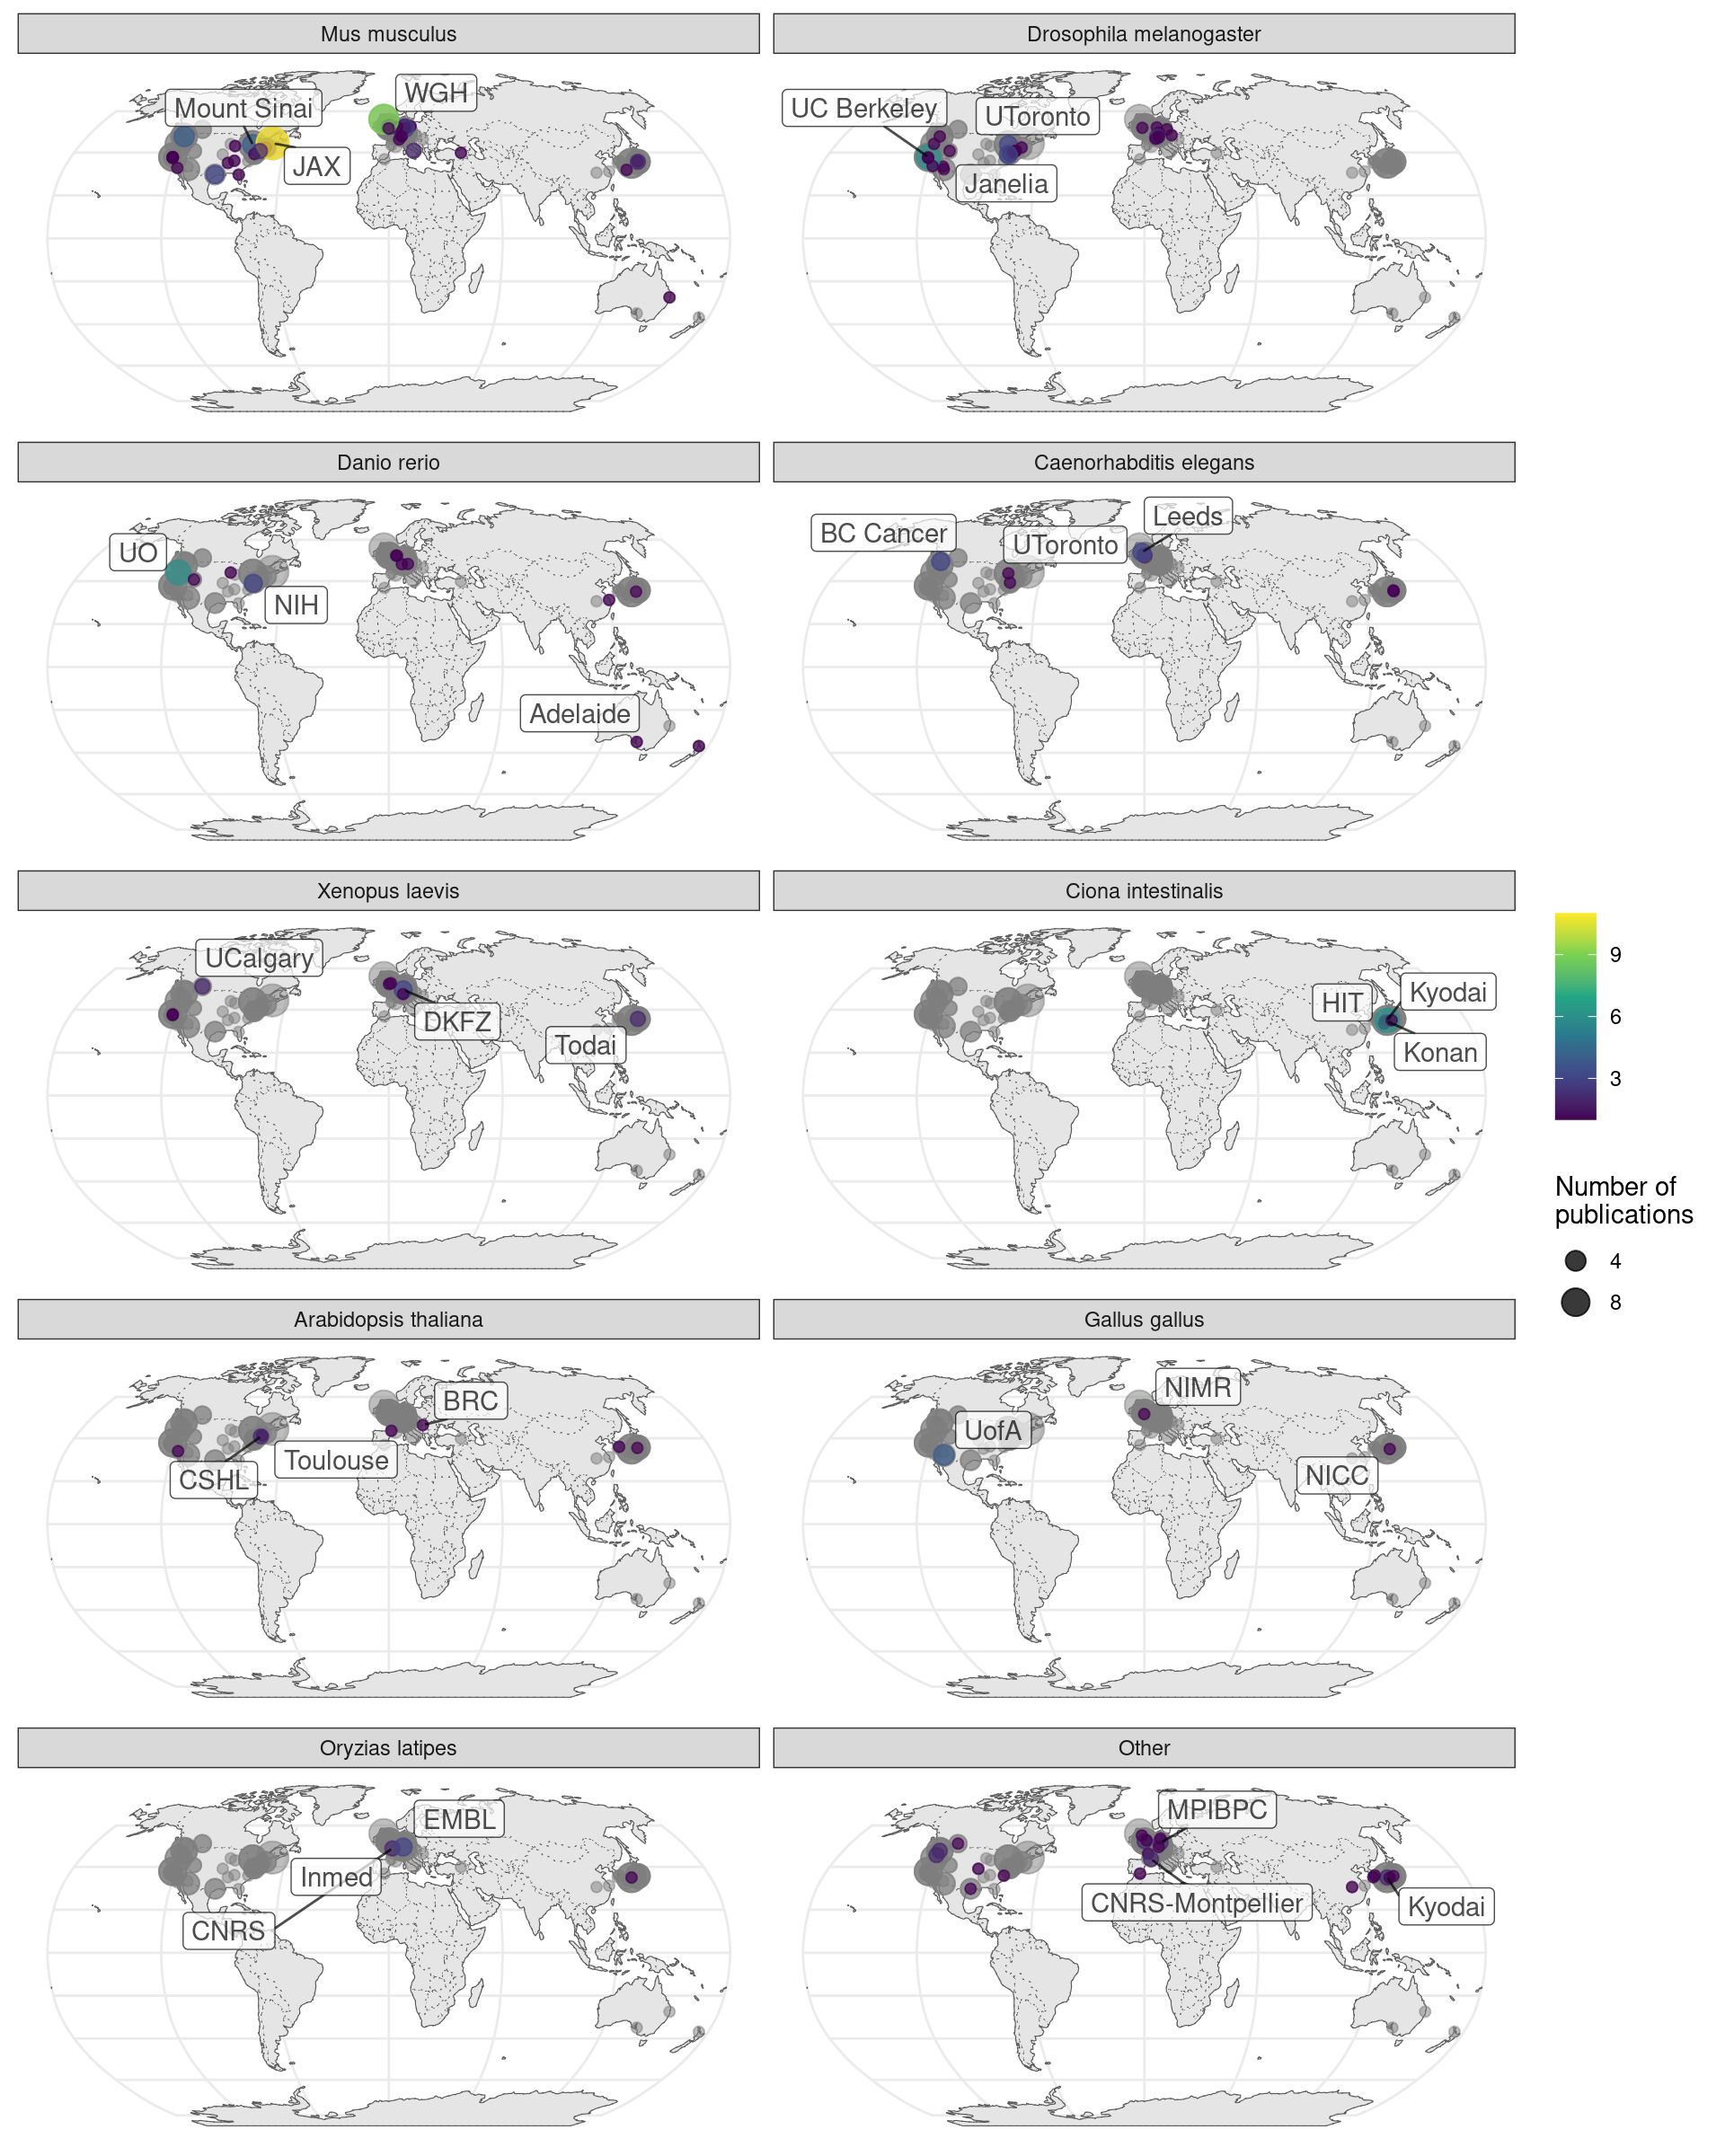 Mus musculus
Drosophila melanogaster
Mount Sinai
WGH
JAX
UC Berkeley
UToronto
Janelia
Danio rerio
Caenorhabditis elegans
UO
NIH
Adelaide
BC Cancer
UToronto
Leeds
Xenopus laevis
Ciona intestinalis
UCalgary
DKFZ
Todai
HIT
Kyodai
Konan
9
6
3
Number of
publications
4
8
Arabidopsis thaliana
Gallus gallus
BRC
Toulouse
CSHL
NIMR
UofA
NICC
Oryzias latipes
Other
EMBL
Inmed
CNRS
MPIBPC
CNRS-Montpellier
Kyodai